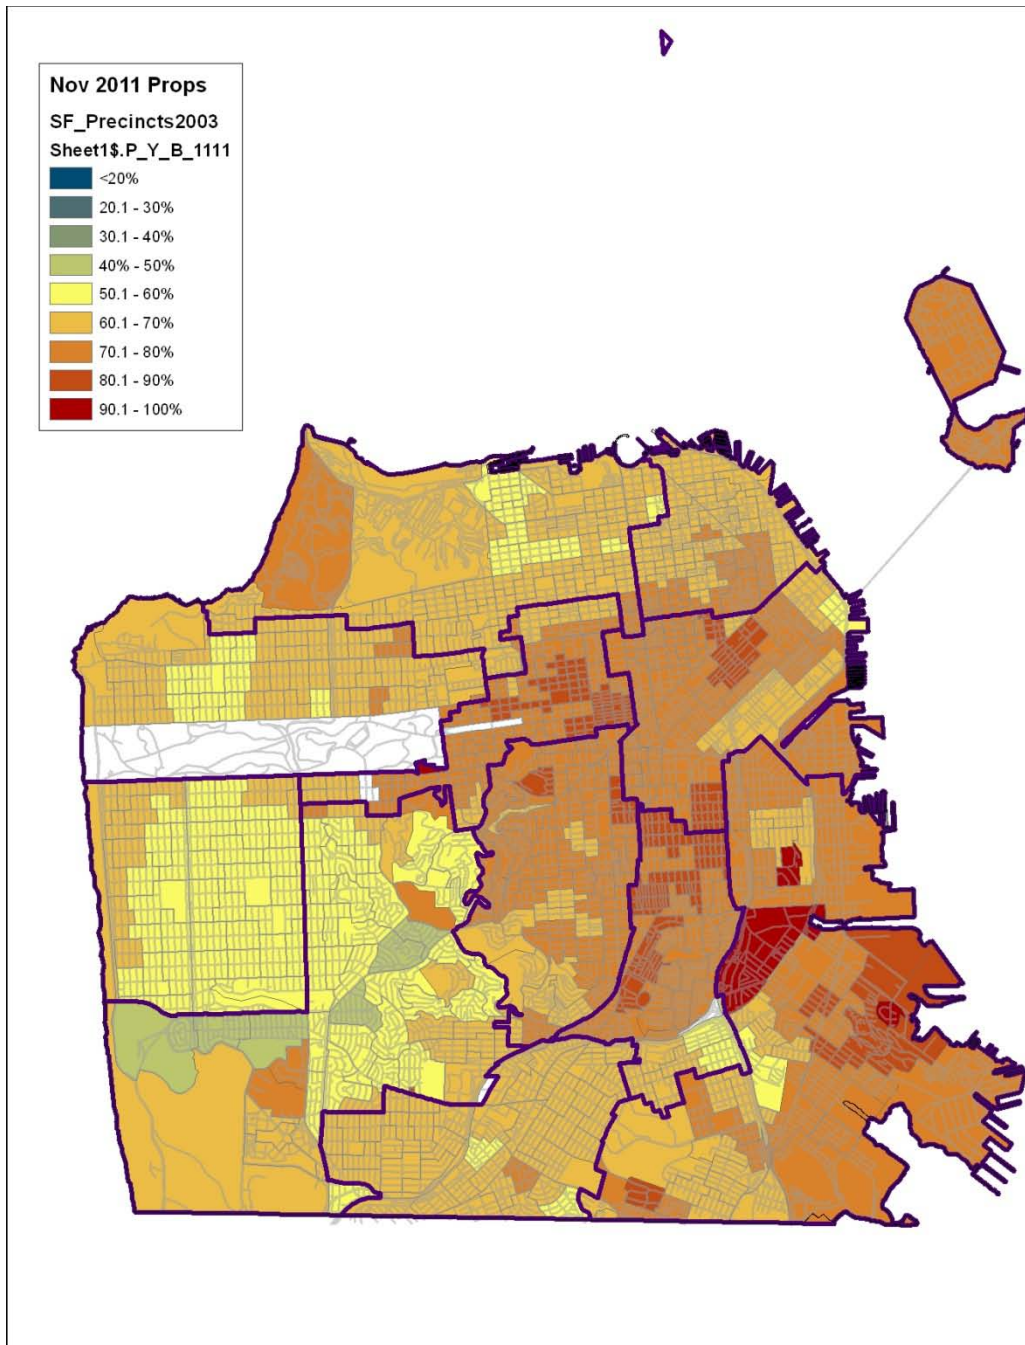 Nov 2011 Props
SF_Precincts2003
Sheet1$.P_Y_B_1111
<20%
20.1 - 30%
30.1 - 40%
40% - 50%
50.1 - 60%
60.1 - 70%
70.1 - 80%
80.1 - 90%
90.1 - 100%